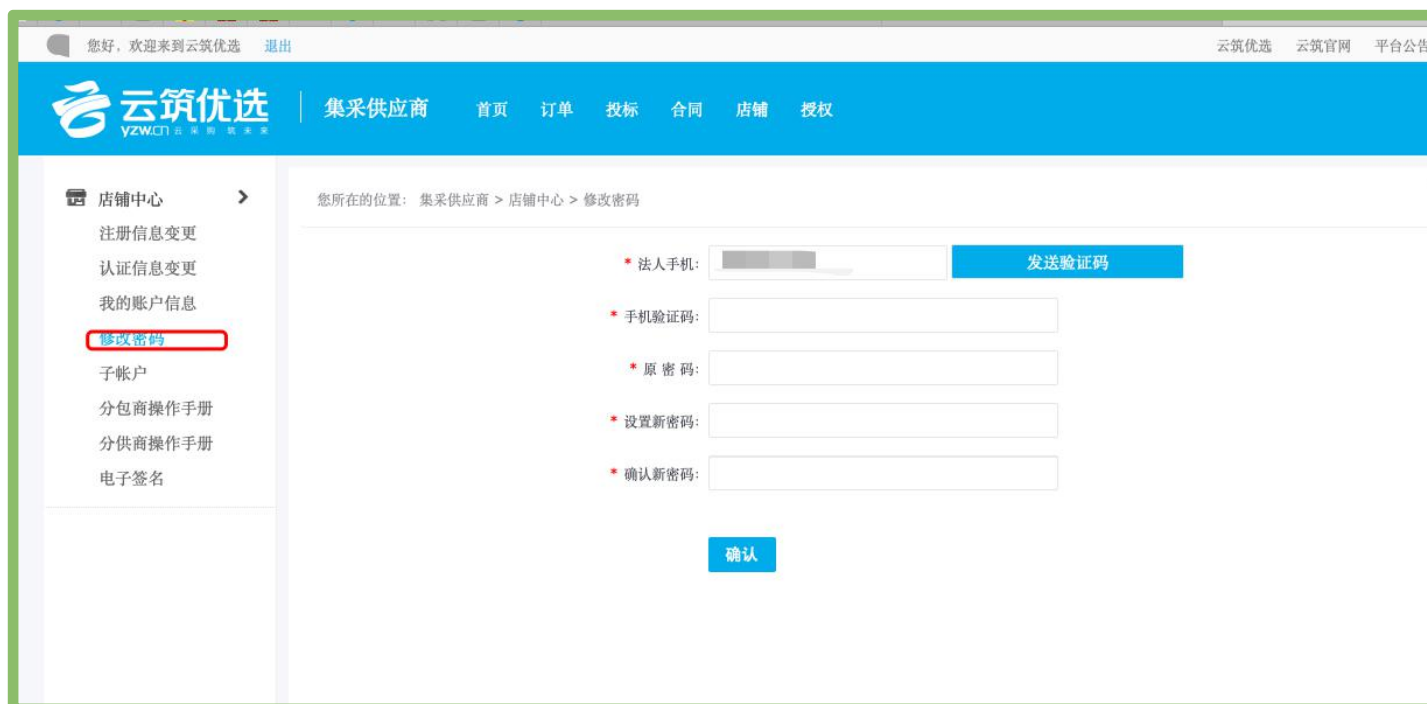 您好，欢迎来到云筑优选 退出 云筑优选 云筑官网 平台公告
云筑优选 集采供应商 首页 订单 投标 合同 店铺 授权
yzw.cn 云采购 筑未来
店铺中心
注册信息变更
认证信息变更
我的账户信息
修改密码
子帐户
分包商操作手册
分供商操作手册
电子签名
您所在的位置： 集采供应商 > 店铺中心 > 修改密码
* 法人手机: 发送验证码
* 手机验证码:
* 原 密 码:
* 设置新密码:
* 确认新密码:
确认